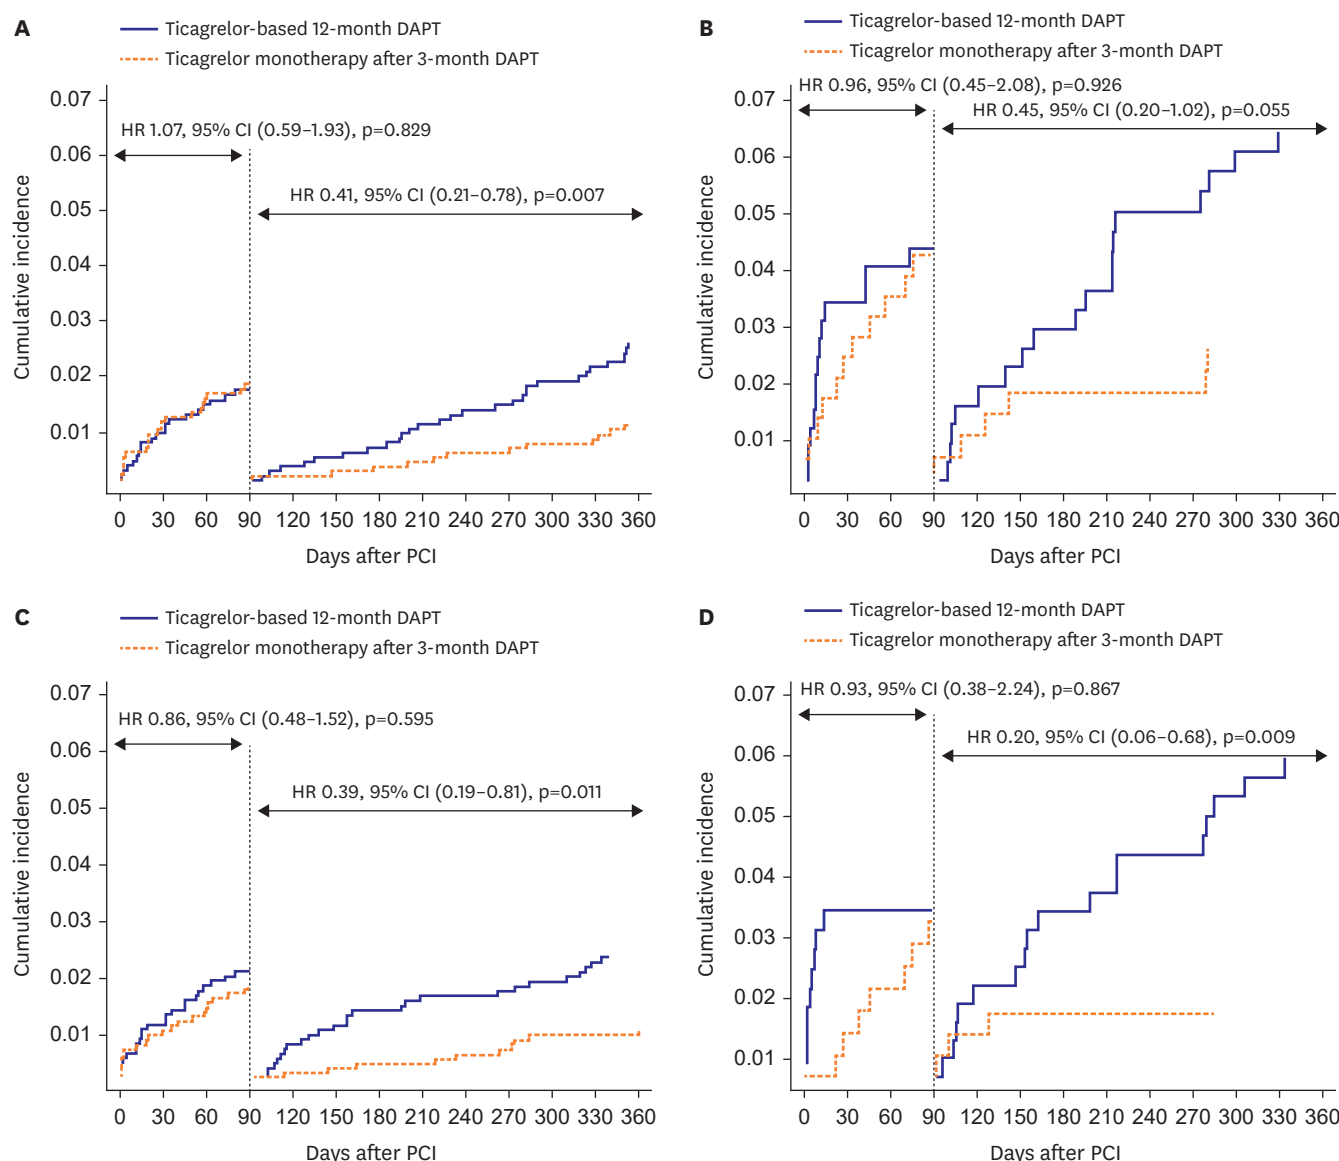 A
Ticagrelor-based 12-month DAPT
Ticagrelor monotherapy after 3-month DAPT
HR 1.07, 95% CI (0.59–1.93), p=0.829
HR 0.41, 95% CI (0.21–0.78), p=0.007
Cumulative incidence
0.07
0.06
0.05
0.04
0.03
0.02
0.01
0 30 60 90 120 150 180 210 240 270 300 330 360
Days after PCI
B
Ticagrelor-based 12-month DAPT
Ticagrelor monotherapy after 3-month DAPT
HR 0.96, 95% CI (0.45–2.08), p=0.926
HR 0.45, 95% CI (0.20–1.02), p=0.055
Cumulative incidence
0.07
0.06
0.05
0.04
0.03
0.02
0.01
0 30 60 90 120 150 180 210 240 270 300 330 360
Days after PCI
C
Ticagrelor-based 12-month DAPT
Ticagrelor monotherapy after 3-month DAPT
HR 0.86, 95% CI (0.48–1.52), p=0.595
HR 0.39, 95% CI (0.19–0.81), p=0.011
Cumulative incidence
0.07
0.06
0.05
0.04
0.03
0.02
0.01
0 30 60 90 120 150 180 210 240 270 300 330 360
Days after PCI
D
Ticagrelor-based 12-month DAPT
Ticagrelor monotherapy after 3-month DAPT
HR 0.93, 95% CI (0.38–2.24), p=0.867
HR 0.20, 95% CI (0.06–0.68), p=0.009
Cumulative incidence
0.07
0.06
0.05
0.04
0.03
0.02
0.01
0 30 60 90 120 150 180 210 240 270 300 330 360
Days after PCI